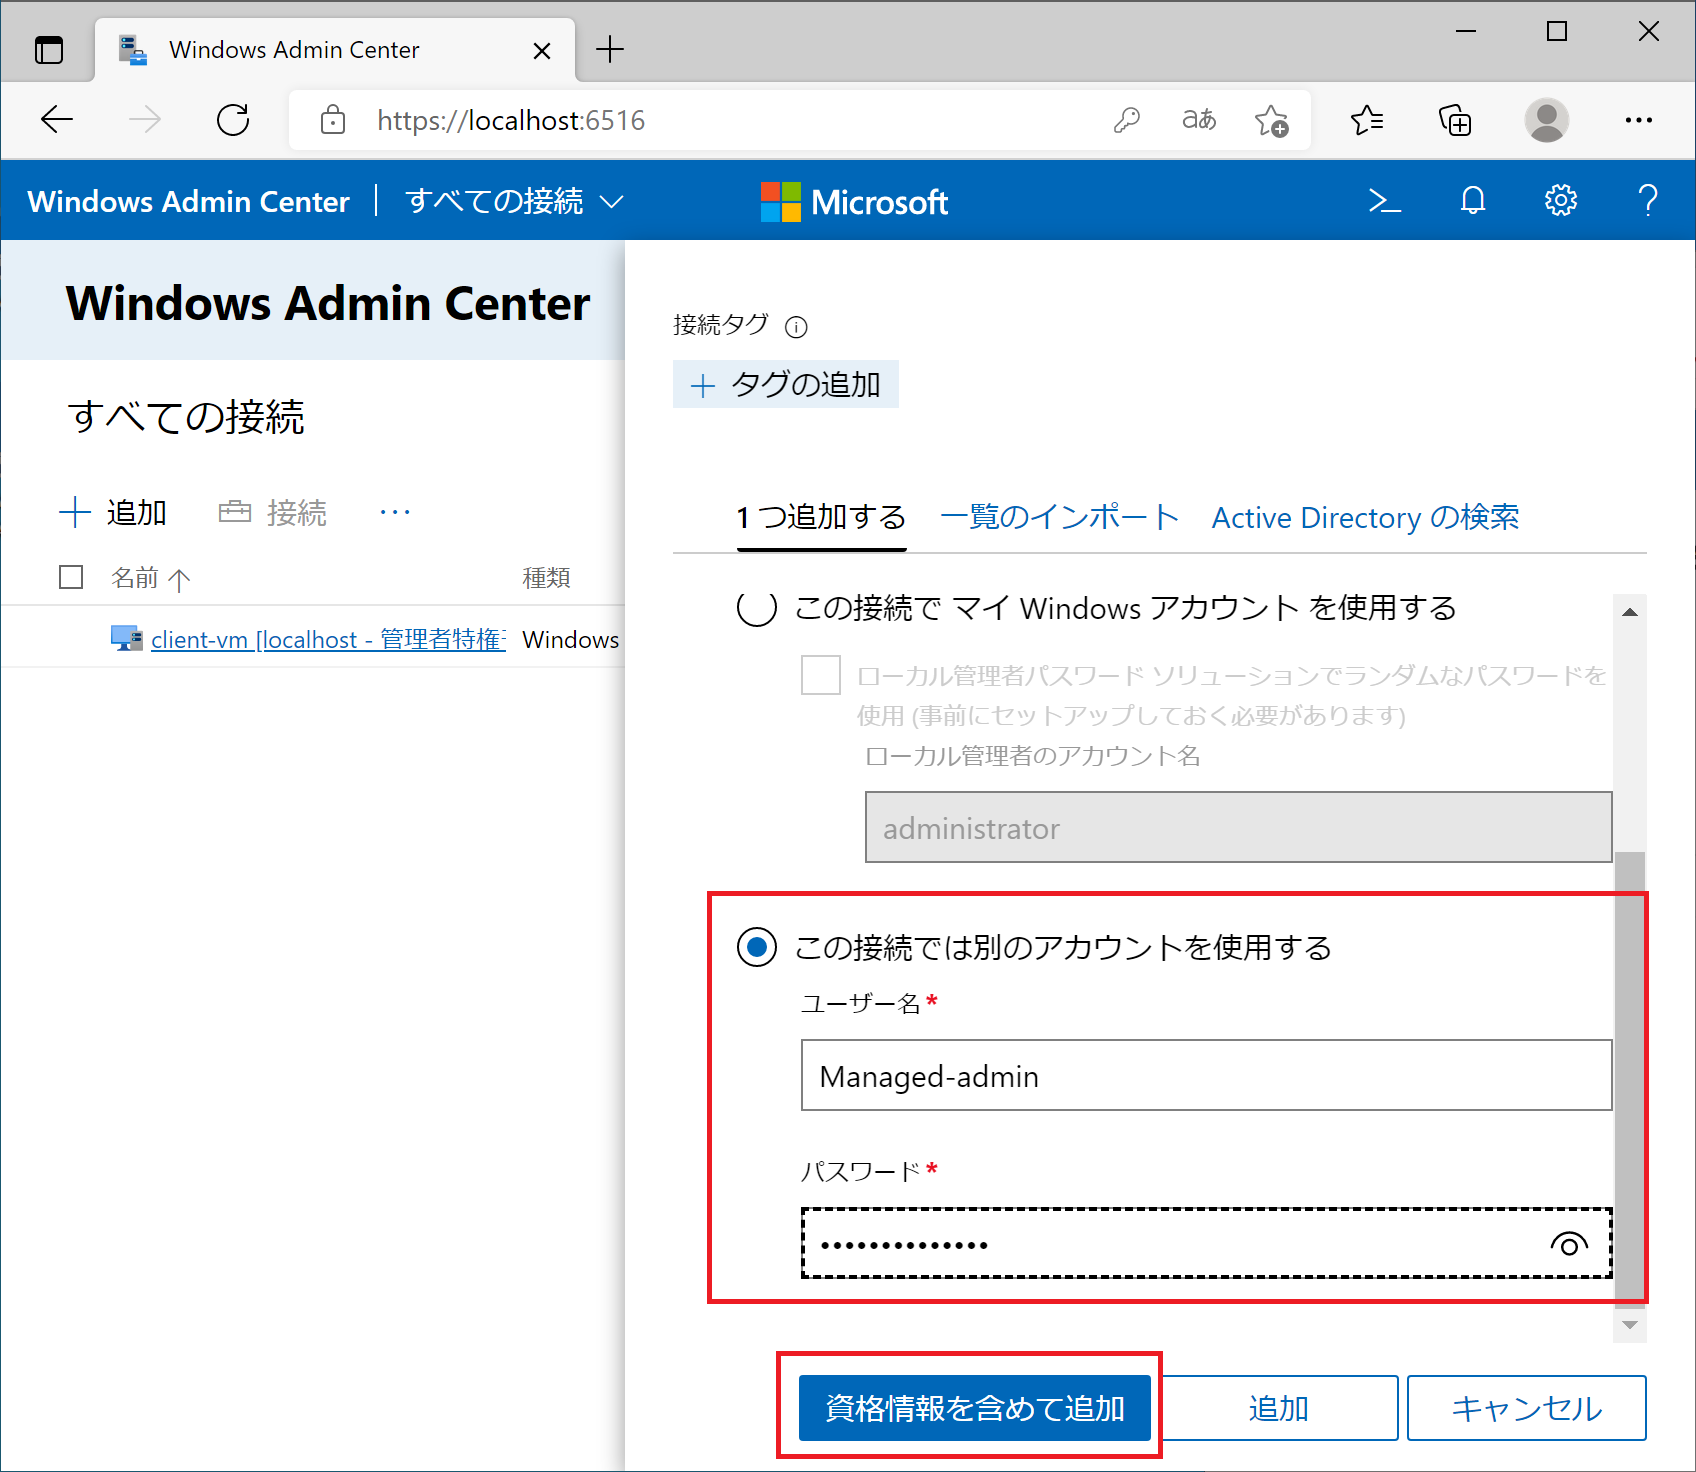 Windows Admin Center
https://localhost:6516
aあ
Windows Admin Center
すべての接続
Microsoft
Windows Admin Center
すべての接続
追加
接続
名前
種類
client-vm [localhost - 管理者特権
Windows
接続タグ
タグの追加
1 つ追加する
一覧のインポート
Active Directory の検索
この接続で マイ Windows アカウント を使用する
ローカル管理者パスワード ソリューションでランダムなパスワードを
使用 (事前にセットアップしておく必要があります)
ローカル管理者のアカウント名
administrator
この接続では別のアカウントを使用する
ユーザー名*
Managed-admin
パスワード*
••••••••••••••
資格情報を含めて追加
追加
キャンセル